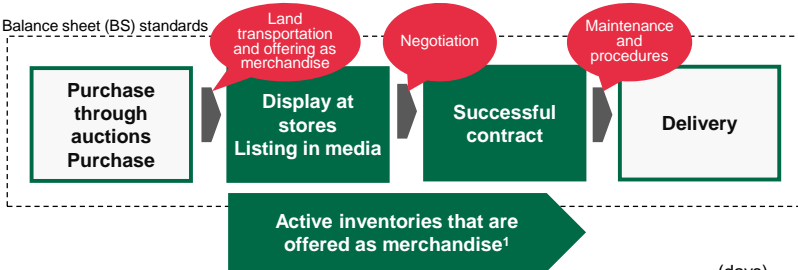 Balance sheet (BS) standards
Land
transportation
and offering as
merchandise
Negotiation
Maintenance
and
procedures
Purchase
through
auctions
Purchase
Display at
stores
Listing in media
Successful
contract
Delivery
Active inventories that are
offered as merchandise¹
(days)